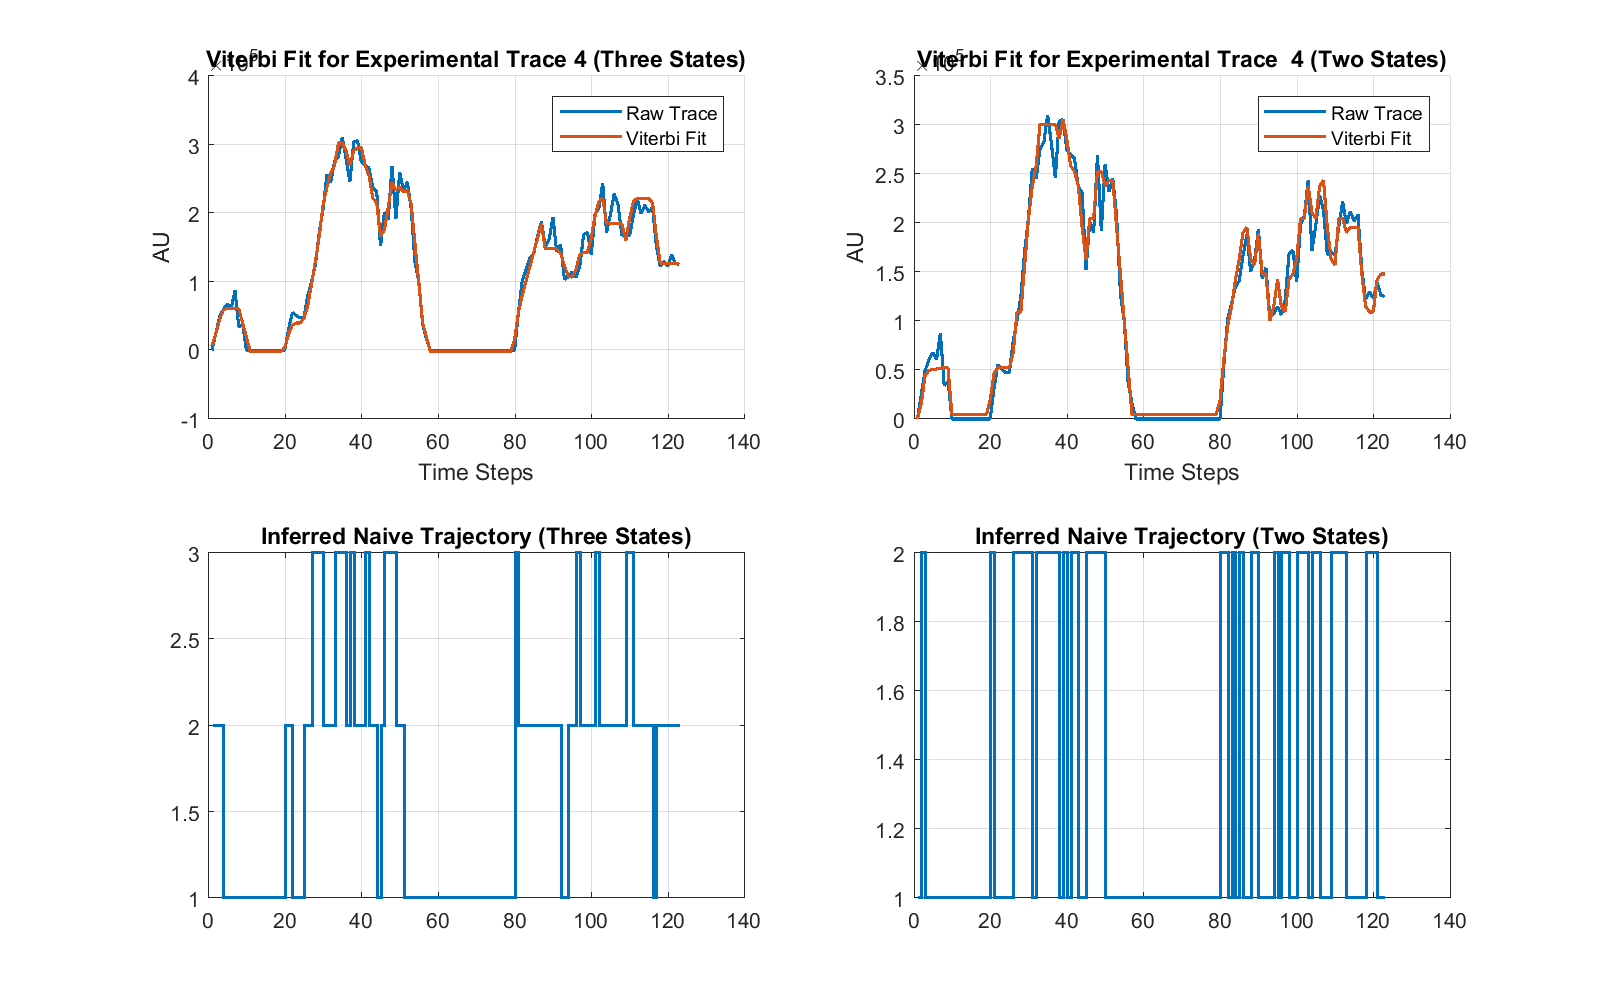 Viterbi Fit for Experimental Trace 4 (Three States)
×10^5
4
3
2
1
0
-1
AU
Raw Trace
Viterbi Fit
0 20 40 60 80 100 120 140
Time Steps
Viterbi Fit for Experimental Trace  4 (Two States)
×10^5
3.5
3
2.5
2
1.5
1
0.5
0
AU
Raw Trace
Viterbi Fit
0 20 40 60 80 100 120 140
Time Steps
Inferred Naive Trajectory (Three States)
3
2.5
2
1.5
1
0 20 40 60 80 100 120 140
Inferred Naive Trajectory (Two States)
2
1.8
1.6
1.4
1.2
1
0 20 40 60 80 100 120 140